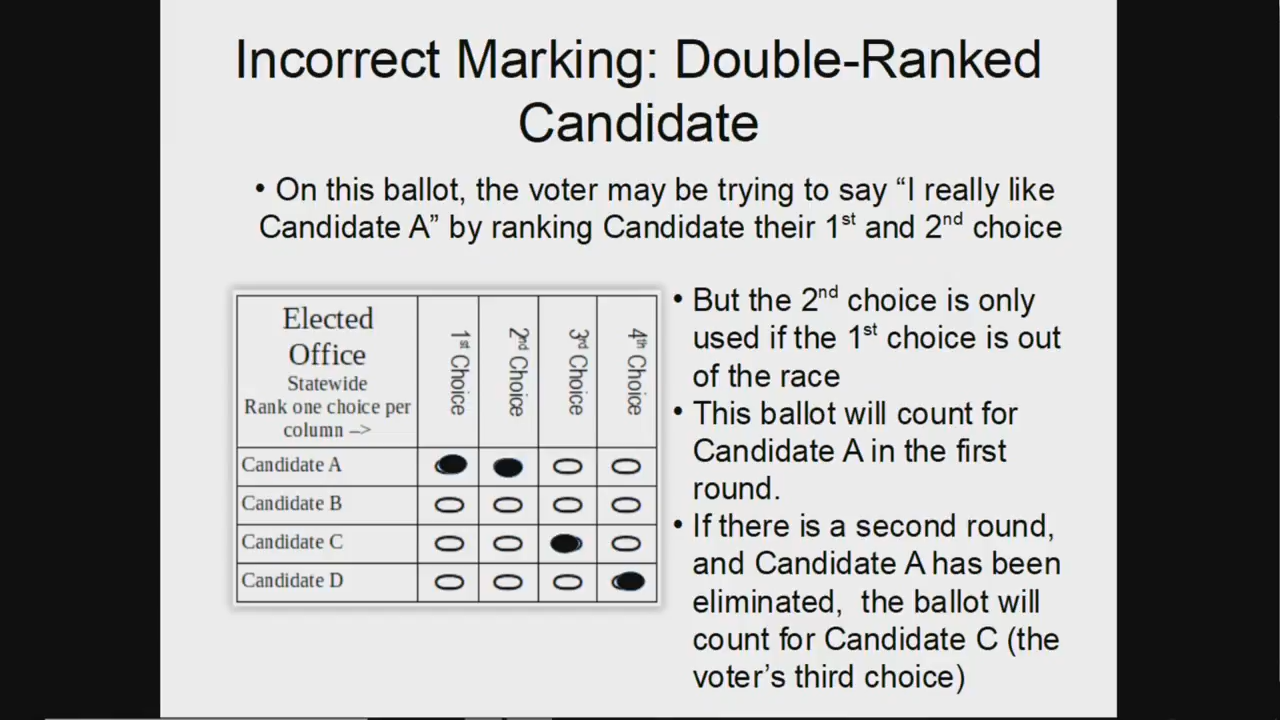 Incorrect Marking: Double-Ranked
Candidate
• On this ballot, the voter may be trying to say “I really like
Candidate A” by ranking Candidate their 1st and 2nd choice
Elected
Office
Statewide
Rank one choice per
column –>
1st Choice
2nd Choice
3rd Choice
4th Choice
Candidate A
Candidate B
Candidate C
Candidate D
• But the 2nd choice is only
used if the 1st choice is out
of the race
• This ballot will count for
Candidate A in the first
round.
• If there is a second round,
and Candidate A has been
eliminated, the ballot will
count for Candidate C (the
voter’s third choice)